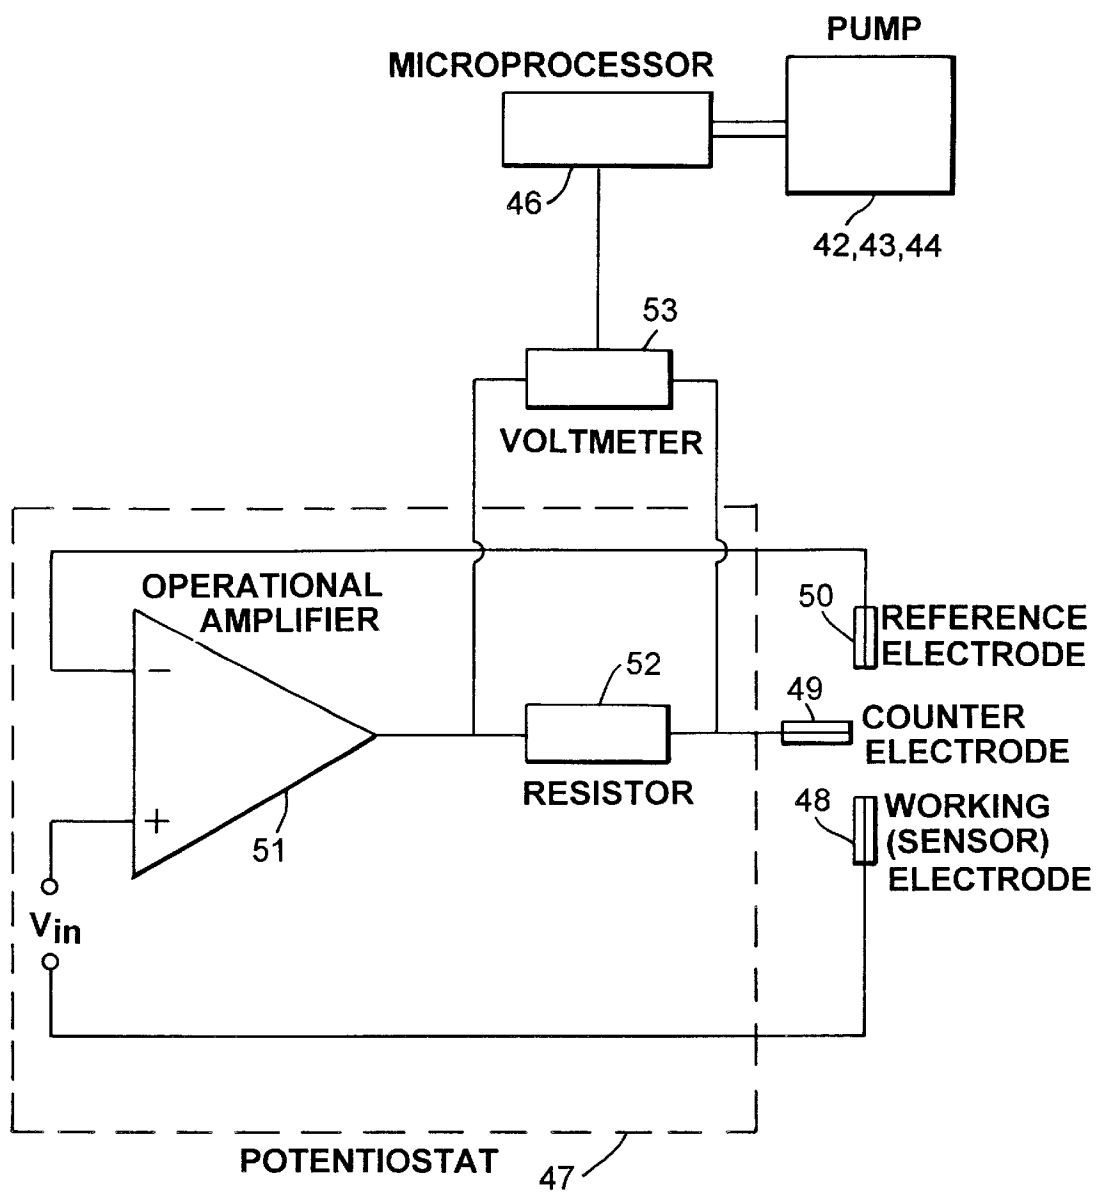 PUMP
MICROPROCESSOR
46
42,43,44
53
VOLTMETER
OPERATIONAL
AMPLIFIER
50
REFERENCE
ELECTRODE
−
52
49
COUNTER
ELECTRODE
RESISTOR
48
WORKING
(SENSOR)
ELECTRODE
+
51
Vin
POTENTIOSTAT
47